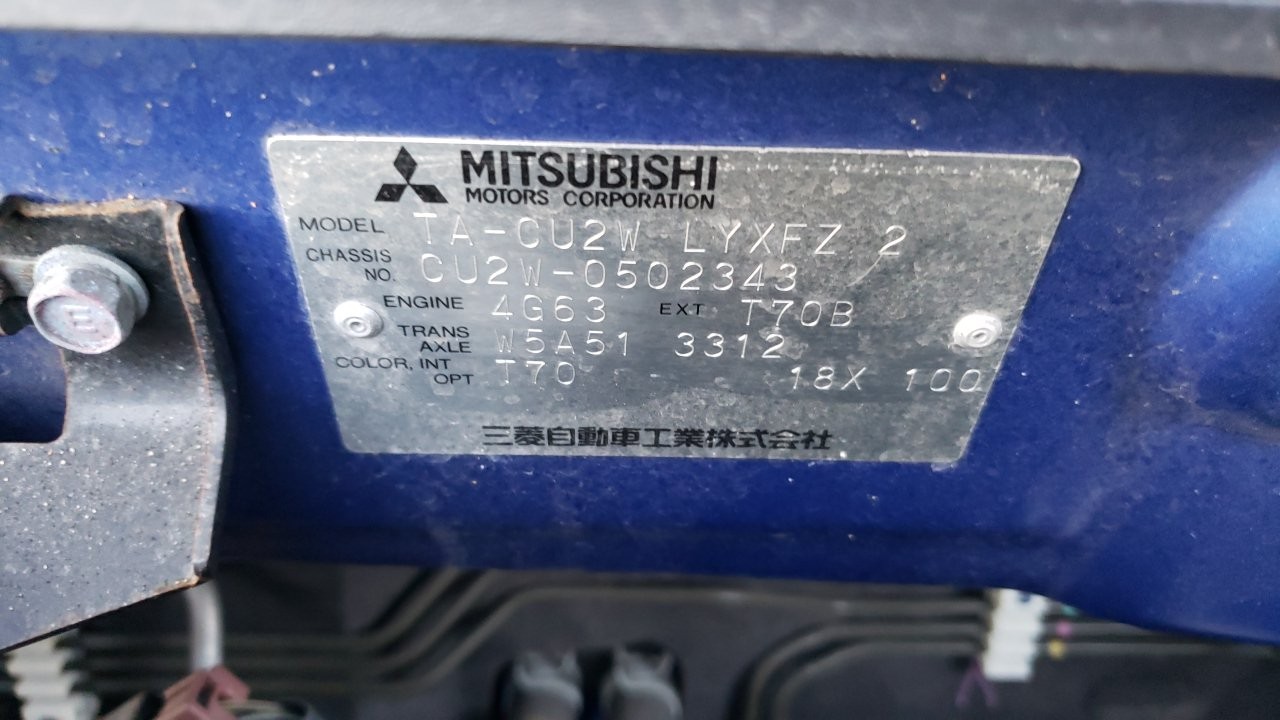 MITSUBISHI
MOTORS CORPORATION
MODEL TA-CU2W LYXFZ 2
CHASSIS NO. CU2W-0502343
ENGINE 4G63 EXT T70B
TRANS AXLE W5A51 3312
COLOR, INT OPT T70 18X 100
三菱自動車工業株式会社
E